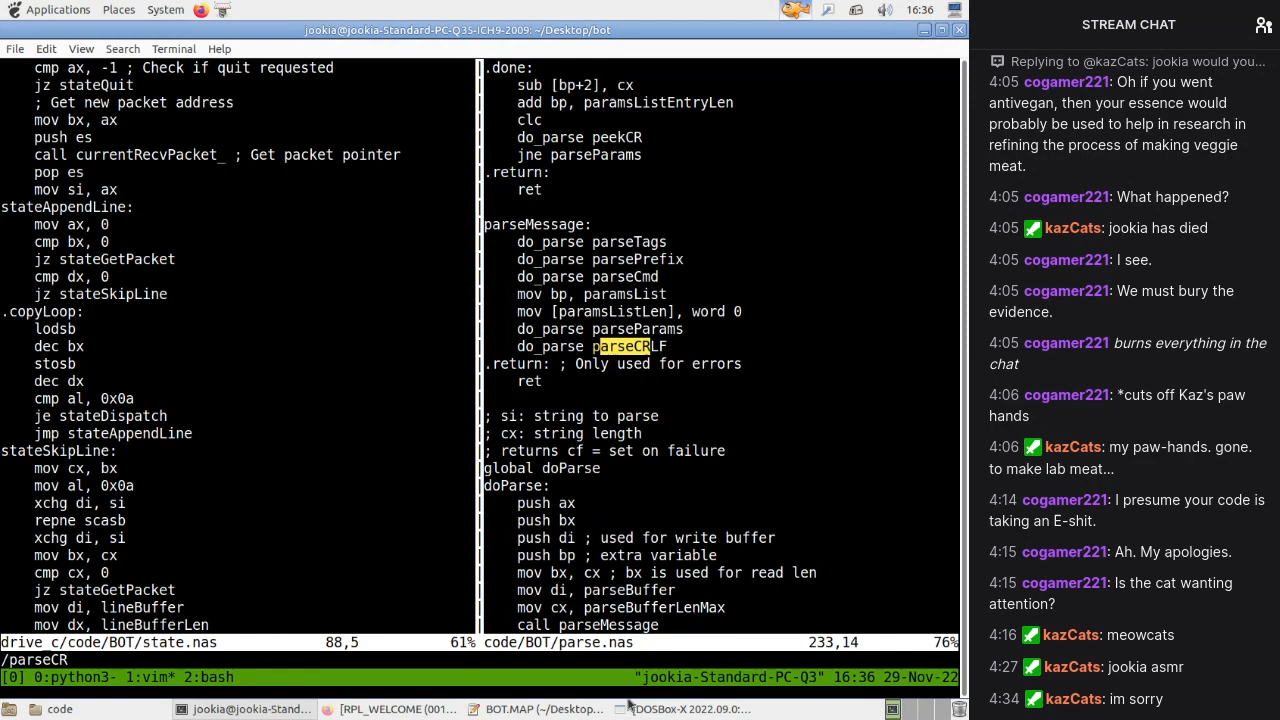 Applications Places System 16:36
jookia@jookia-Standard-PC-Q35-ICH9-2009: ~/Desktop/bot
File Edit View Search Terminal Help
cmp ax, -1 ; Check if quit requested
jz stateQuit
; Get new packet address
mov bx, ax
push es
call currentRecvPacket_ ; Get packet pointer
pop es
mov si, ax
stateAppendLine:
mov ax, 0
cmp bx, 0
jz stateGetPacket
cmp dx, 0
jz stateSkipLine
.copyLoop:
lodsb
dec bx
stosb
dec dx
cmp al, 0x0a
je stateDispatch
jmp stateAppendLine
stateSkipLine:
mov cx, bx
mov al, 0x0a
xchg di, si
repne scasb
xchg di, si
mov bx, cx
cmp cx, 0
jz stateGetPacket
mov di, lineBuffer
mov dx, lineBufferLen
drive_c/code/BOT/state.nas 88,5 61%
.done:
sub [bp+2], cx
add bp, paramsListEntryLen
clc
do_parse peekCR
jne parseParams
.return:
ret
parseMessage:
do_parse parseTags
do_parse parsePrefix
do_parse parseCmd
mov bp, paramsList
mov [paramsListLen], word 0
do_parse parseParams
do_parse parseCRLF
.return: ; Only used for errors
ret
; si: string to parse
; cx: string length
; returns cf = set on failure
global doParse
doParse:
push ax
push bx
push di ; used for write buffer
push bp ; extra variable
mov bx, cx ; bx is used for read len
mov di, parseBuffer
mov cx, parseBufferLenMax
call parseMessage
code/BOT/parse.nas 233,14 76%
/parseCR
[0] 0:python3- 1:vim* 2:bash "jookia-Standard-PC-Q3" 16:36 29-Nov-22
code jookia@jookia-Stand... [RPL_WELCOME (001... BOT.MAP (~/Desktop... [DOSBox-X 2022.09.0:...
STREAM CHAT
Replying to @kazCats: jookia would you...
4:05 cogamer221: Oh if you went
antivegan, then your essence would
probably be used to help in research in
refining the process of making veggie
meat.
4:05 cogamer221: What happened?
4:05 kazCats: jookia has died
4:05 cogamer221: I see.
4:05 cogamer221: We must bury the
evidence.
4:05 cogamer221 burns everything in the
chat
4:06 cogamer221: *cuts off Kaz's paw
hands
4:06 kazCats: my paw-hands. gone.
to make lab meat...
4:14 cogamer221: I presume your code is
taking an E-shit.
4:15 cogamer221: Ah. My apologies.
4:15 cogamer221: Is the cat wanting
attention?
4:16 kazCats: meowcats
4:27 kazCats: jookia asmr
4:34 kazCats: im sorry